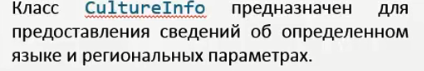 Класс CultureInfo предназначен для
предоставления сведений об определенном
языке и региональных параметрах.